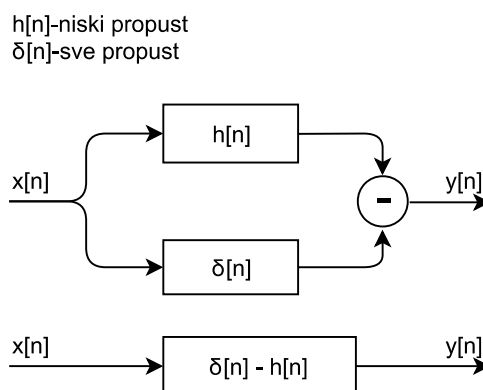 h[n]-niski propust
δ[n]-sve propust
h[n]
x[n]
y[n]
-
δ[n]
x[n]
δ[n] - h[n]
y[n]